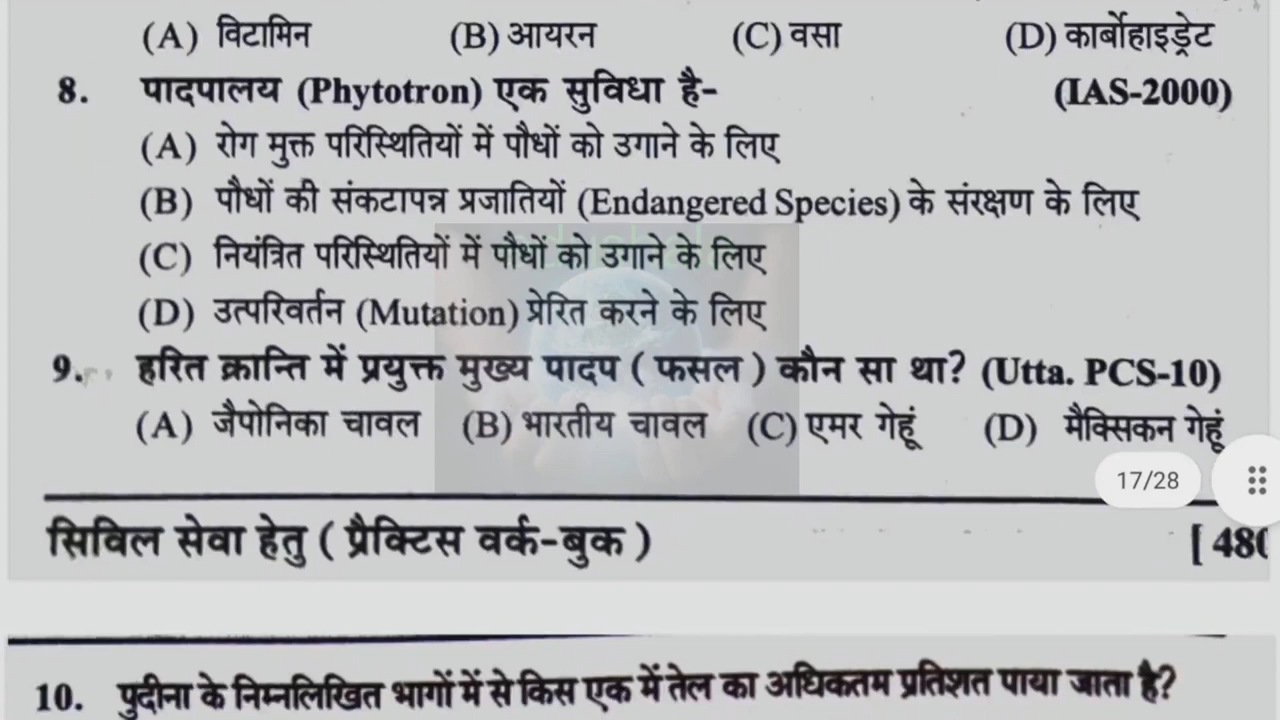 (A) विटामिन (B) आयरन (C) वसा (D) कार्बोहाइड्रेट
8. पादपालय (Phytotron) एक सुविधा है- (IAS-2000)
(A) रोग मुक्त परिस्थितियों में पौधों को उगाने के लिए
(B) पौधों की संकटापन्न प्रजातियों (Endangered Species) के संरक्षण के लिए
(C) नियंत्रित परिस्थितियों में पौधों को उगाने के लिए
(D) उत्परिवर्तन (Mutation) प्रेरित करने के लिए
9. हरित क्रान्ति में प्रयुक्त मुख्य पादप ( फसल ) कौन सा था? (Utta. PCS-10)
(A) जैपोनिका चावल (B) भारतीय चावल (C) एमर गेहूं (D) मैक्सिकन गेहूं
17/28
सिविल सेवा हेतु ( प्रैक्टिस वर्क-बुक ) [ 480
10. पुदीना के निम्नलिखित भागों में से किस एक में तेल का अधिकतम प्रतिशत पाया जाता है?